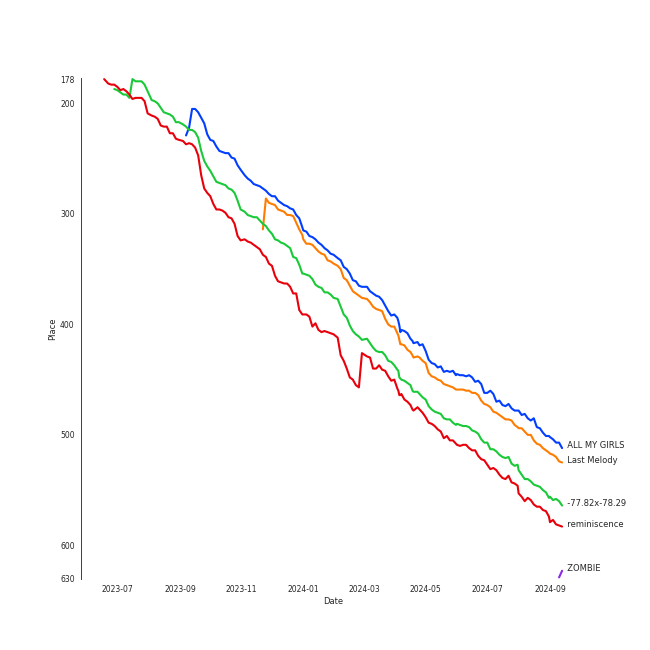 178
200
300
400
500
600
630
Place
2023-07 2023-09 2023-11 2024-01 2024-03 2024-05 2024-07 2024-09
Date
ALL MY GIRLS
Last Melody
-77.82x-78.29
reminiscence
ZOMBIE